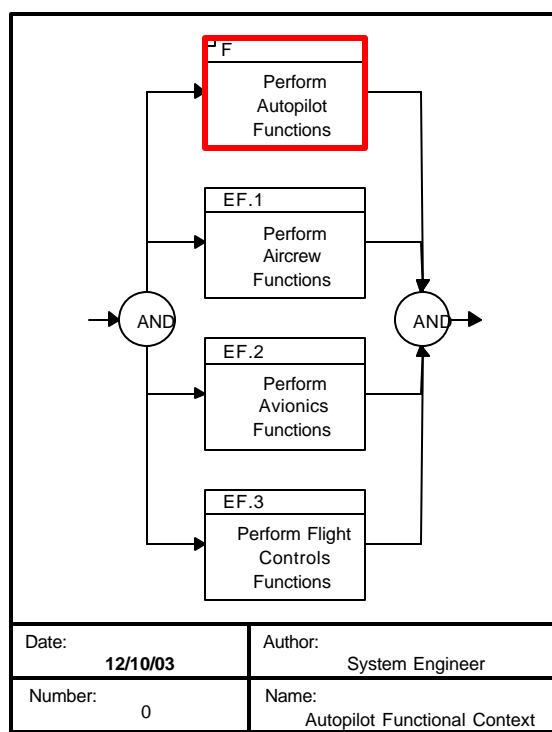 F
Perform
Autopilot
Functions
EF.1
Perform
Aircrew
Functions
AND
AND
EF.2
Perform
Avionics
Functions
EF.3
Perform Flight
Controls
Functions
Date:
12/10/03
Author:
System Engineer
Number:
0
Name:
Autopilot Functional Context